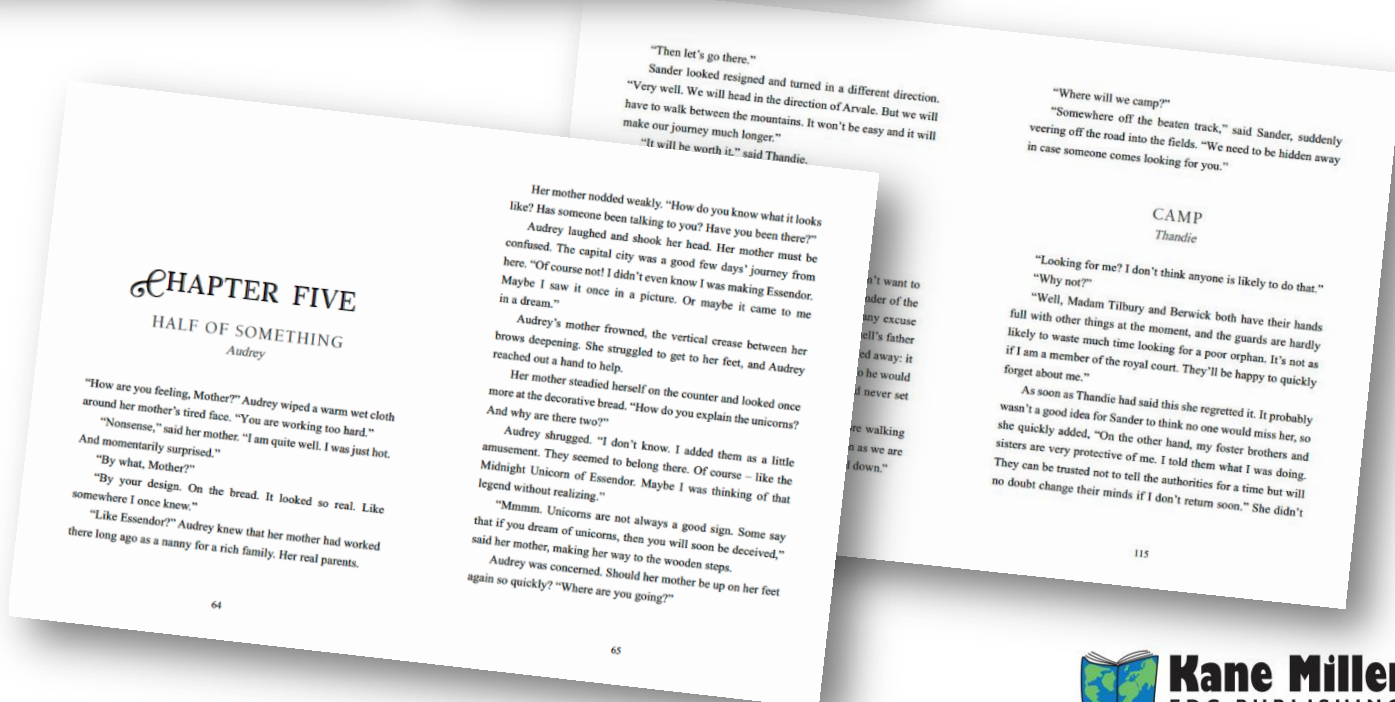 “Then let’s go there.”
Sander looked resigned and turned in a different direction.
“Very well. We will head in the direction of Arvale. But we will
have to walk between the mountains. It won’t be easy and it will
make our journey much longer.”
“It will be worth it,” said Thandie.
n’t want to
nder of the
any excuse
ell’s father
ed away: it
o he would
d never set
re walking
n as we are
d down.”
“Where will we camp?”
“Somewhere off the beaten track,” said Sander, suddenly
veering off the road into the fields. “We need to be hidden away
in case someone comes looking for you.”
CAMP
Thandie
“Looking for me? I don’t think anyone is likely to do that.”
“Why not?”
“Well, Madam Tilbury and Berwick both have their hands
full with other things at the moment, and the guards are hardly
likely to waste much time looking for a poor orphan. It’s not as
if I am a member of the royal court. They’ll be happy to quickly
forget about me.”
As soon as Thandie had said this she regretted it. It probably
wasn’t a good idea for Sander to think no one would miss her, so
she quickly added, “On the other hand, my foster brothers and
sisters are very protective of me. I told them what I was doing.
They can be trusted not to tell the authorities for a time but will
no doubt change their minds if I don’t return soon.” She didn’t
115
CHAPTER FIVE
HALF OF SOMETHING
Audrey
“How are you feeling, Mother?” Audrey wiped a warm wet cloth
around her mother’s tired face. “You are working too hard.”
“Nonsense,” said her mother. “I am quite well. I was just hot.
And momentarily surprised.”
“By what, Mother?”
“By your design. On the bread. It looked so real. Like
somewhere I once knew.”
“Like Essendor?” Audrey knew that her mother had worked
there long ago as a nanny for a rich family. Her real parents.
64
Her mother nodded weakly. “How do you know what it looks
like? Has someone been talking to you? Have you been there?”
Audrey laughed and shook her head. Her mother must be
confused. The capital city was a good few days’ journey from
here. “Of course not! I didn’t even know I was making Essendor.
Maybe I saw it once in a picture. Or maybe it came to me
in a dream.”
Audrey’s mother frowned, the vertical crease between her
brows deepening. She struggled to get to her feet, and Audrey
reached out a hand to help.
Her mother steadied herself on the counter and looked once
more at the decorative bread. “How do you explain the unicorns?
And why are there two?”
Audrey shrugged. “I don’t know. I added them as a little
amusement. They seemed to belong there. Of course – like the
Midnight Unicorn of Essendor. Maybe I was thinking of that
legend without realizing.”
“Mmmm. Unicorns are not always a good sign. Some say
that if you dream of unicorns, then you will soon be deceived,”
said her mother, making her way to the wooden steps.
Audrey was concerned. Should her mother be up on her feet
again so quickly? “Where are you going?”
65
Kane Miller
EDC PUBLISHING